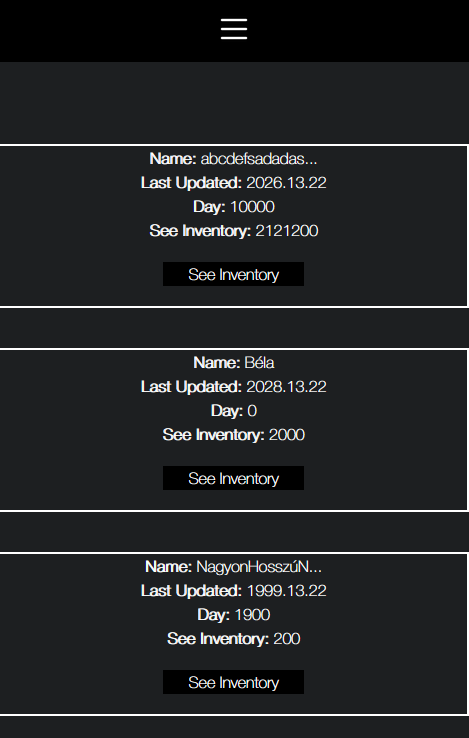 Name: abcdefsadadas...
Last Updated: 2026.13.22
Day: 10000
See Inventory: 2121200
See Inventory
Name: Béla
Last Updated: 2028.13.22
Day: 0
See Inventory: 2000
See Inventory
Name: NagyonHosszúN...
Last Updated: 1999.13.22
Day: 1900
See Inventory: 200
See Inventory